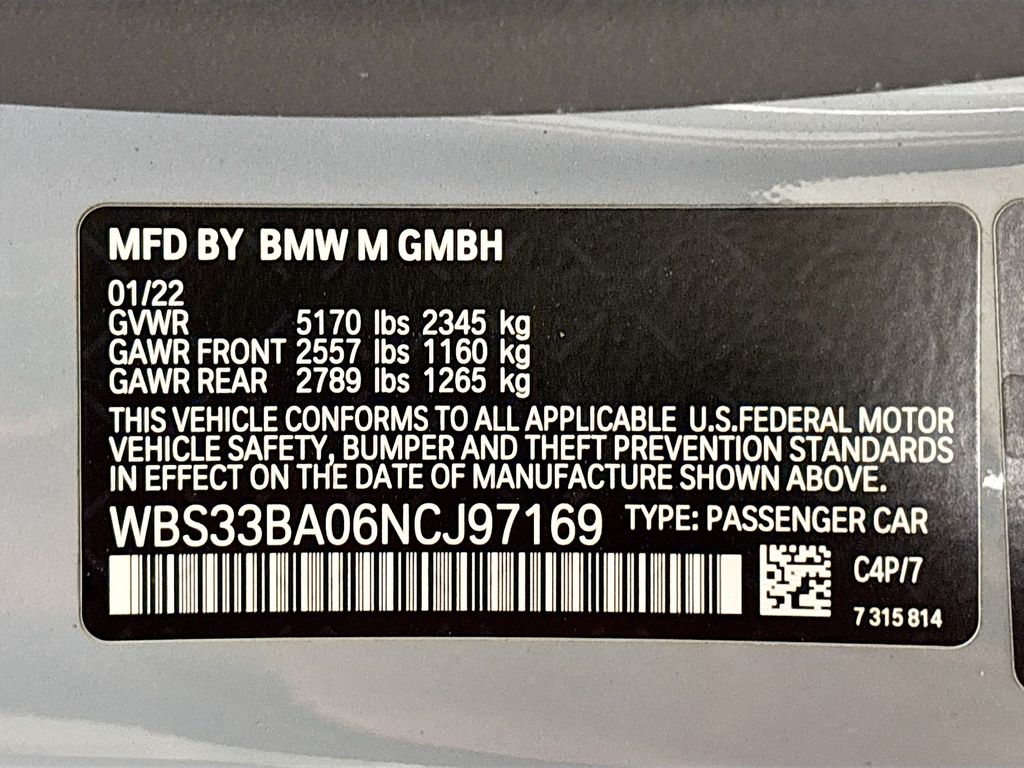 MFD BY BMW M GMBH
01/22
GVWR 5170 lbs 2345 kg
GAWR FRONT 2557 lbs 1160 kg
GAWR REAR 2789 lbs 1265 kg
THIS VEHICLE CONFORMS TO ALL APPLICABLE U.S.FEDERAL MOTOR
VEHICLE SAFETY, BUMPER AND THEFT PREVENTION STANDARDS
IN EFFECT ON THE DATE OF MANUFACTURE SHOWN ABOVE.
WBS33BA06NCJ97169 TYPE: PASSENGER CAR
C4P/7
7 315 814